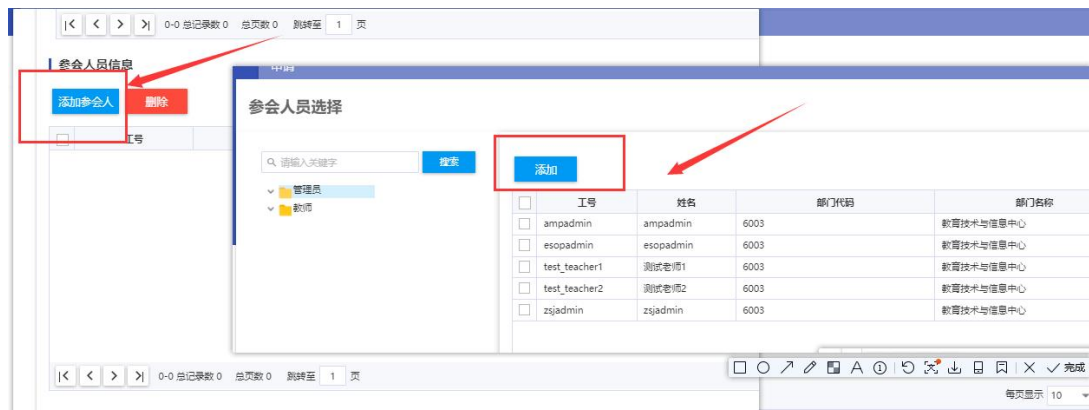 0-0 总记录数 0 总页数 0 跳转至 1 页
参会人员信息
添加参会人 删除
工号
申请
参会人员选择
请输入关键字 搜索
管理员
教师
添加
工号 姓名 部门代码 部门名称
ampadmin ampadmin 6003 教育技术与信息中心
esopadmin esopadmin 6003 教育技术与信息中心
test_teacher1 测试老师1 6003 教育技术与信息中心
test_teacher2 测试老师2 6003 教育技术与信息中心
zsjadmin zsjadmin 6003 教育技术与信息中心
0-0 总记录数 0 总页数 0 跳转至 1 页
完成
每页显示 10